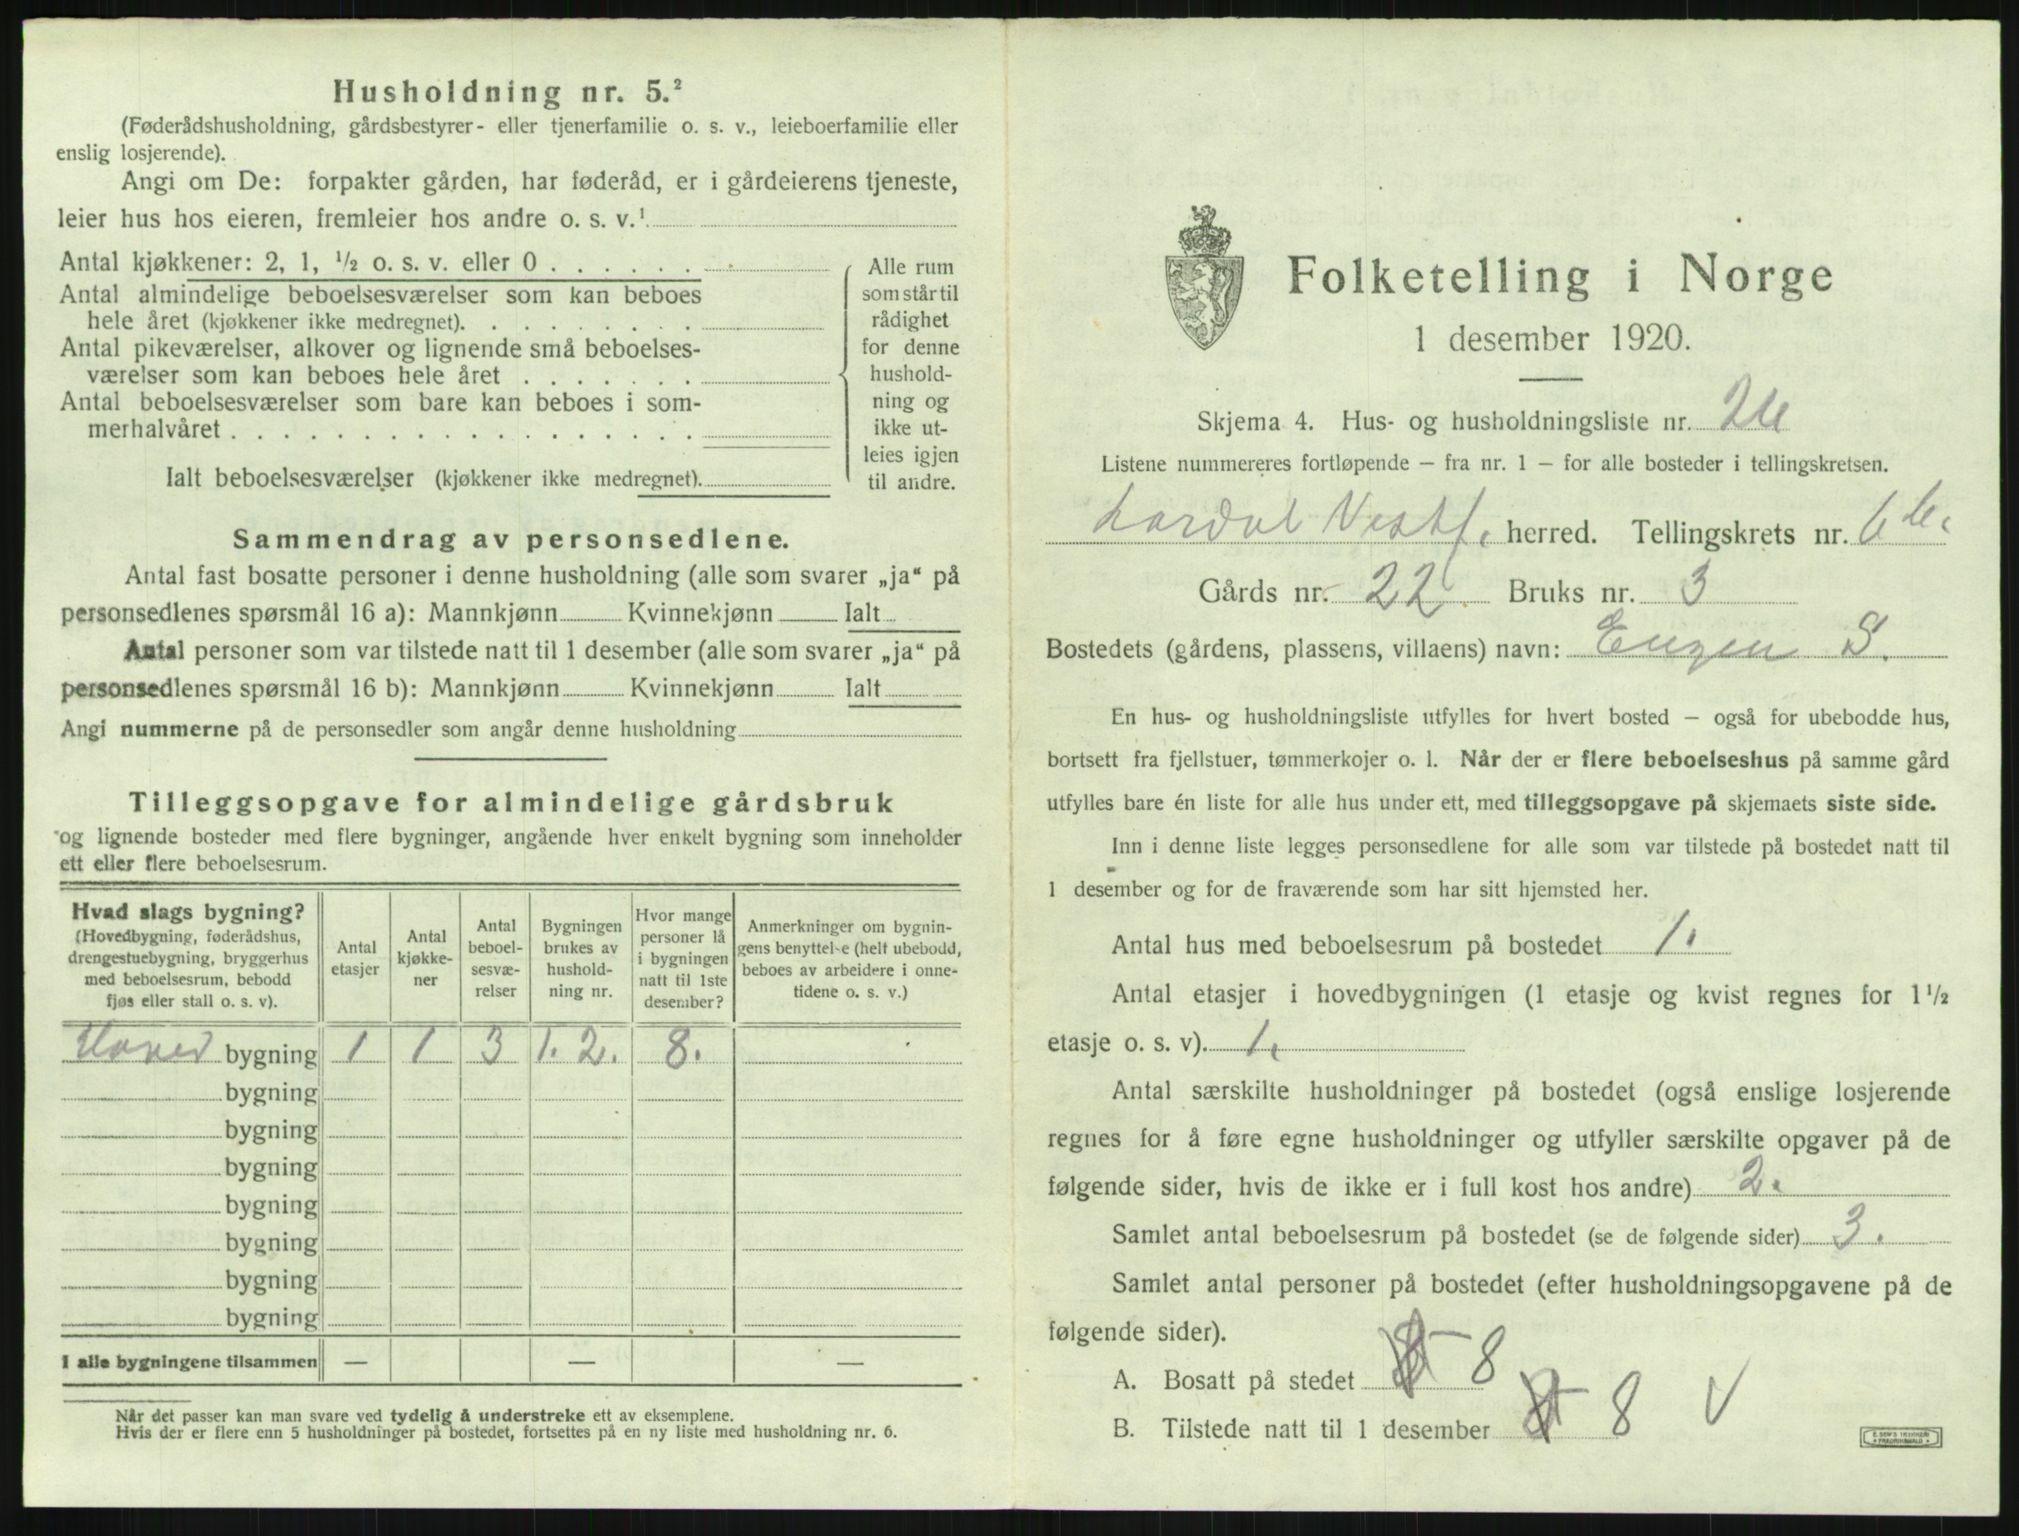 Husholdning nr. 5.²
(Føderådshusholdning, gårdsbestyrer- eller tjenerfamilie o. s. v., leieboerfamilie eller
enslig losjerende).
Angi om De: forpakter gården, har føderåd, er i gårdeierens tjeneste,
leier hus hos eieren, fremleier hos andre o. s. v.¹
Antal kjøkkener: 2, 1, ½ o. s. v. eller 0 . . . . . .
Antal almindelige beboelsesværelser som kan beboes
hele året (kjøkkener ikke medregnet). . . . . . . . .
Antal pikeværelser, alkover og lignende små beboelses-
værelser som kan beboes hele året . . . . . . .
Antal beboelsesværelser som bare kan beboes i som-
merhalvåret . . . . . . . . . . . . . . . . . .
Ialt beboelsesværelser (kjøkkener ikke medregnet).
Alle rum
som står til
rådighet
for denne
hushold-
ning og
ikke ut-
leies igjen
til andre.
Sammendrag av personsedlene.
Antal fast bosatte personer i denne husholdning (alle som svarer „ja“ på
personsedlenes spørsmål 16 a): Mannkjønn Kvinnekjønn Ialt
Antal personer som var tilstede natt til 1 desember (alle som svarer „ja“ på
personsedlenes spørsmål 16 b): Mannkjønn Kvinnekjønn Ialt
Angi nummerne på de personsedler som angår denne husholdning
Tilleggsopgave for almindelige gårdsbruk
og lignende bosteder med flere bygninger, angående hver enkelt bygning som inneholder
ett eller flere beboelsesrum.
Hvad slags bygning?
(Hovedbygning, føderådshus,
drengestuebygning, bryggerhus
med beboelsesrum, bebodd
fjøs eller stall o. s. v).
Antal
etasjer
Antal
kjøkke-
ner
Antal
beboel-
sesvæ-
relser
Bygningen
brukes av
hushold-
ning nr.
Hvor mange
personer lå
i bygningen
natt til 1ste
desember?
Anmerkninger om bygnin-
gens benyttelse (helt ubebodd,
beboes av arbeidere i onne-
tidene o. s. v.)
Hoved bygning 1 1 3 1. 2. 8.
bygning
bygning
bygning
bygning
bygning
bygning
bygning
I alle bygningene tilsammen — — —
Når det passer kan man svare ved tydelig å understreke ett av eksemplene.
Hvis der er flere enn 5 husholdninger på bostedet, fortsettes på en ny liste med husholdning nr. 6.
Folketelling i Norge
1 desember 1920.
Skjema 4. Hus- og husholdningsliste nr.
Listene nummereres fortløpende – fra nr. 1 – for alle bosteder i tellingskretsen.
Lardal Vestf. herred. Tellingskrets nr. 6
Gårds nr. 22 Bruks nr. 3
Bostedets (gårdens, plassens, villaens) navn: S.
En hus- og husholdningsliste utfylles for hvert bosted – også for ubebodde hus,
bortsett fra fjellstuer, tømmerkojer o. l. Når der er flere beboelseshus på samme gård
utfylles bare én liste for alle hus under ett, med tilleggsopgave på skjemaets siste side.
Inn i denne liste legges personsedlene for alle som var tilstede på bostedet natt til
1 desember og for de fraværende som har sitt hjemsted her.
Antal hus med beboelsesrum på bostedet 1.
Antal etasjer i hovedbygningen (1 etasje og kvist regnes for 1½
etasje o. s. v). 1.
Antal særskilte husholdninger på bostedet (også enslige losjerende
regnes for å føre egne husholdninger og utfyller særskilte opgaver på de
følgende sider, hvis de ikke er i full kost hos andre) 2.
Samlet antal beboelsesrum på bostedet (se de følgende sider) 3.
Samlet antal personer på bostedet (efter husholdningsopgavene på de
følgende sider).
A. Bosatt på stedet 8
B. Tilstede natt til 1 desember 8 V